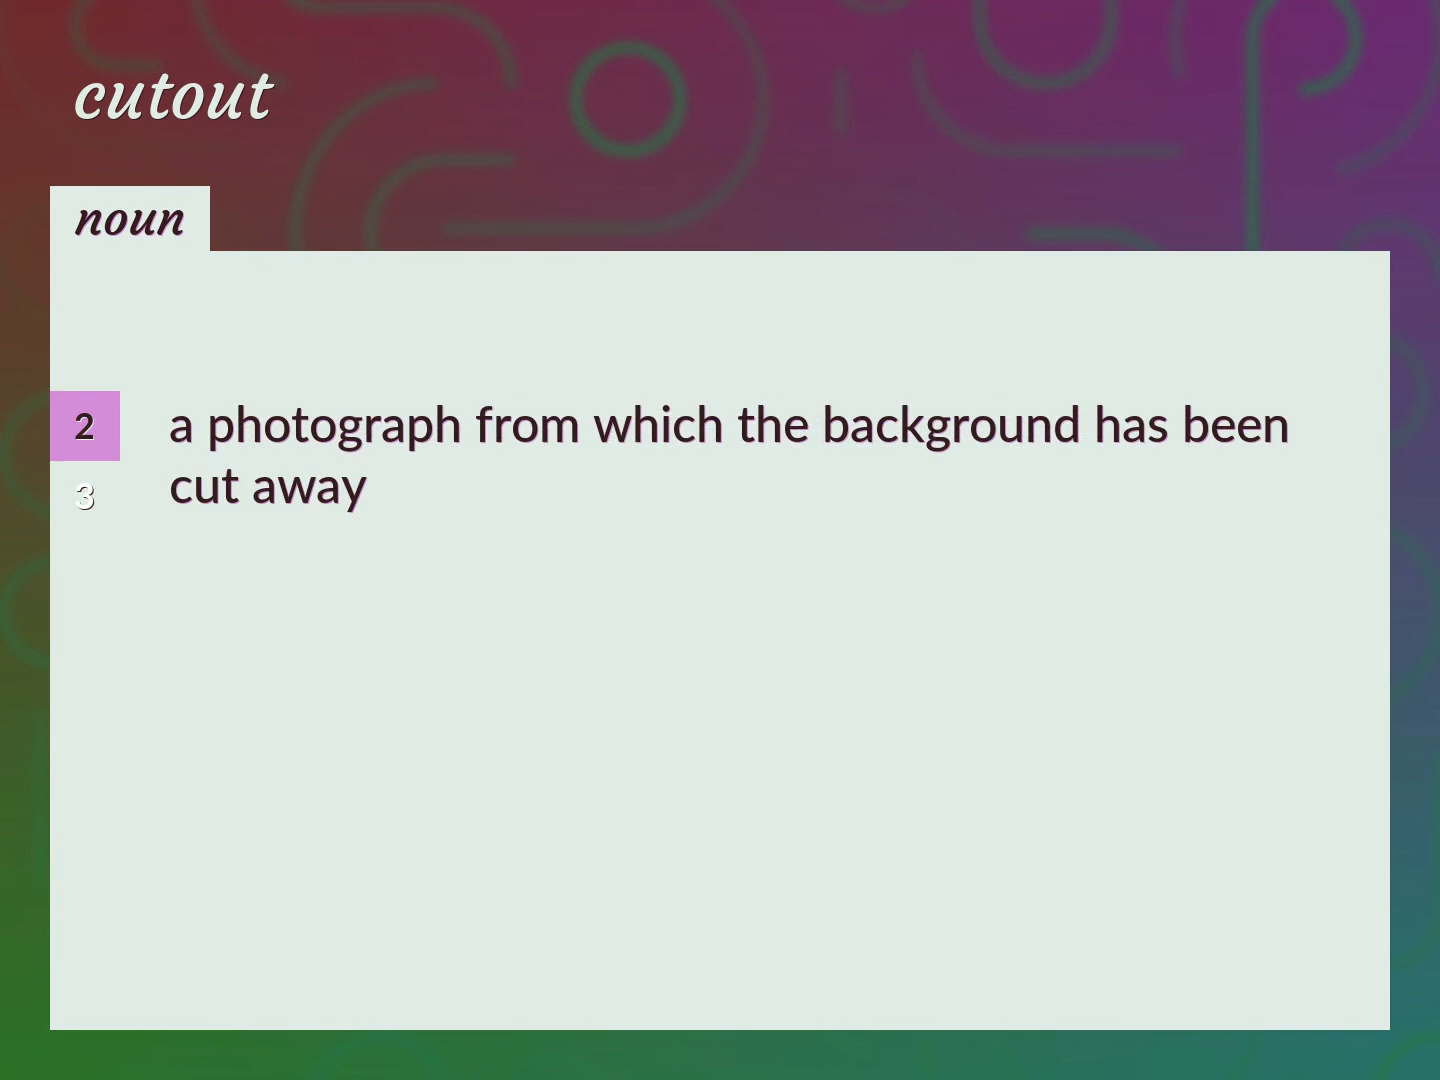 cutout
noun
2
a photograph from which the background has been
cut away
3